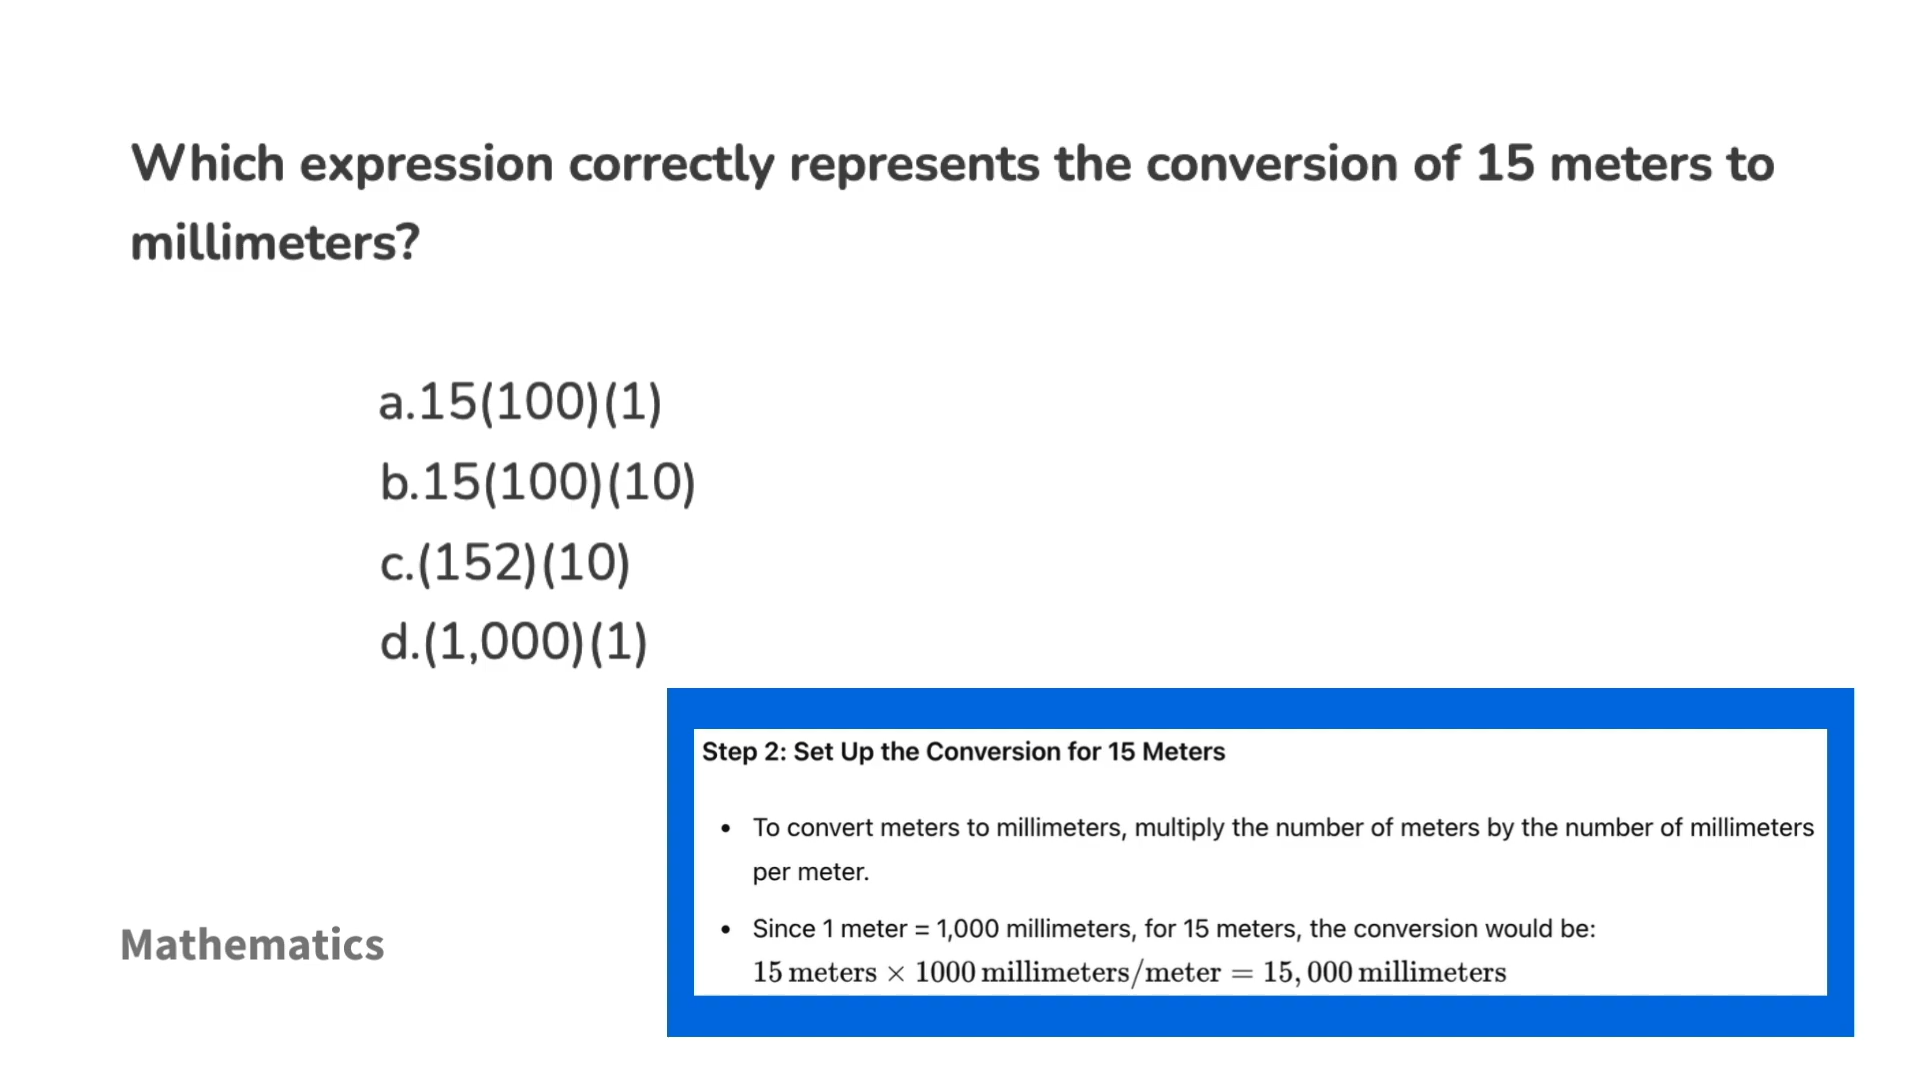 Which expression correctly represents the conversion of 15 meters to
millimeters?
a.15(100)(1)
b.15(100)(10)
c.(152)(10)
d.(1,000)(1)
Step 2: Set Up the Conversion for 15 Meters
• To convert meters to millimeters, multiply the number of meters by the number of millimeters
per meter.
• Since 1 meter = 1,000 millimeters, for 15 meters, the conversion would be:
15 meters × 1000 millimeters/meter = 15, 000 millimeters
Mathematics